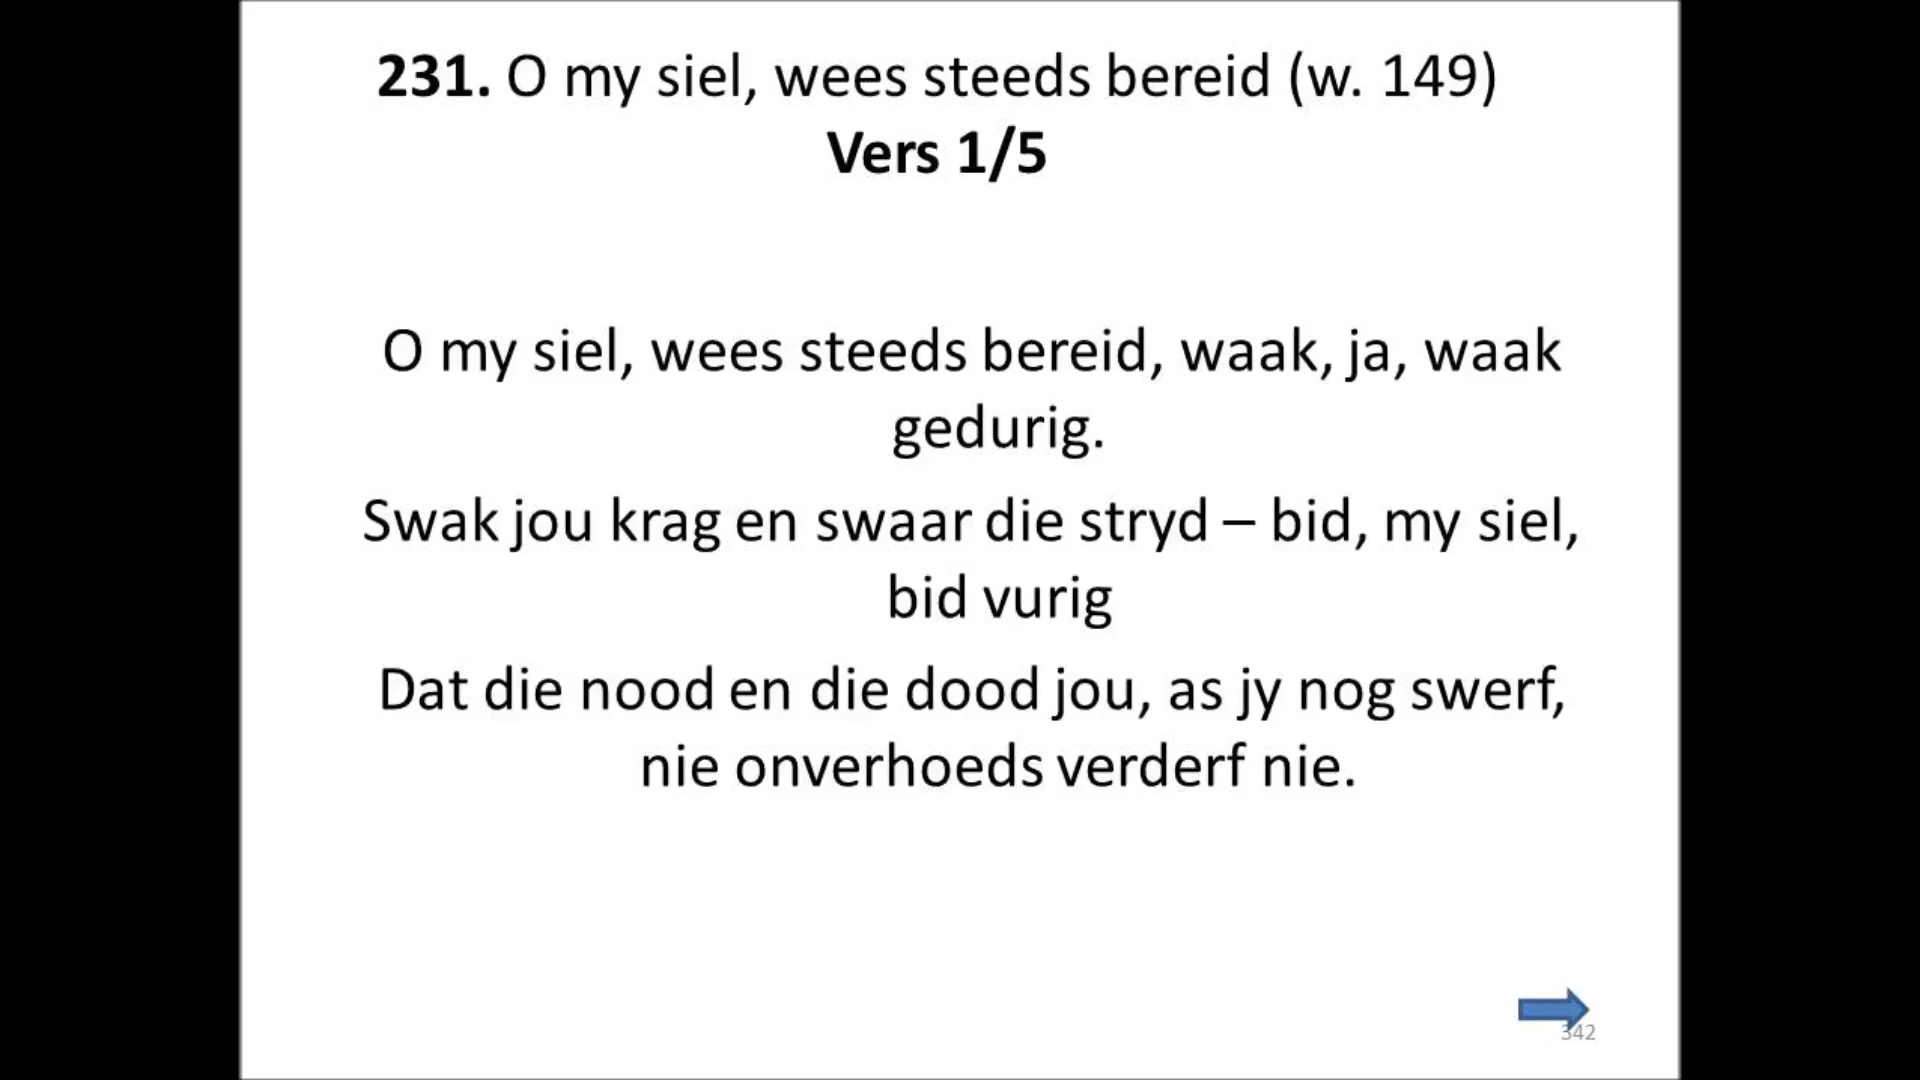 231. O my siel, wees steeds bereid (w. 149)
Vers 1/5
O my siel, wees steeds bereid, waak, ja, waak
gedurig.
Swak jou krag en swaar die stryd – bid, my siel,
bid vurig
Dat die nood en die dood jou, as jy nog swerf,
nie onverhoeds verderf nie.
342